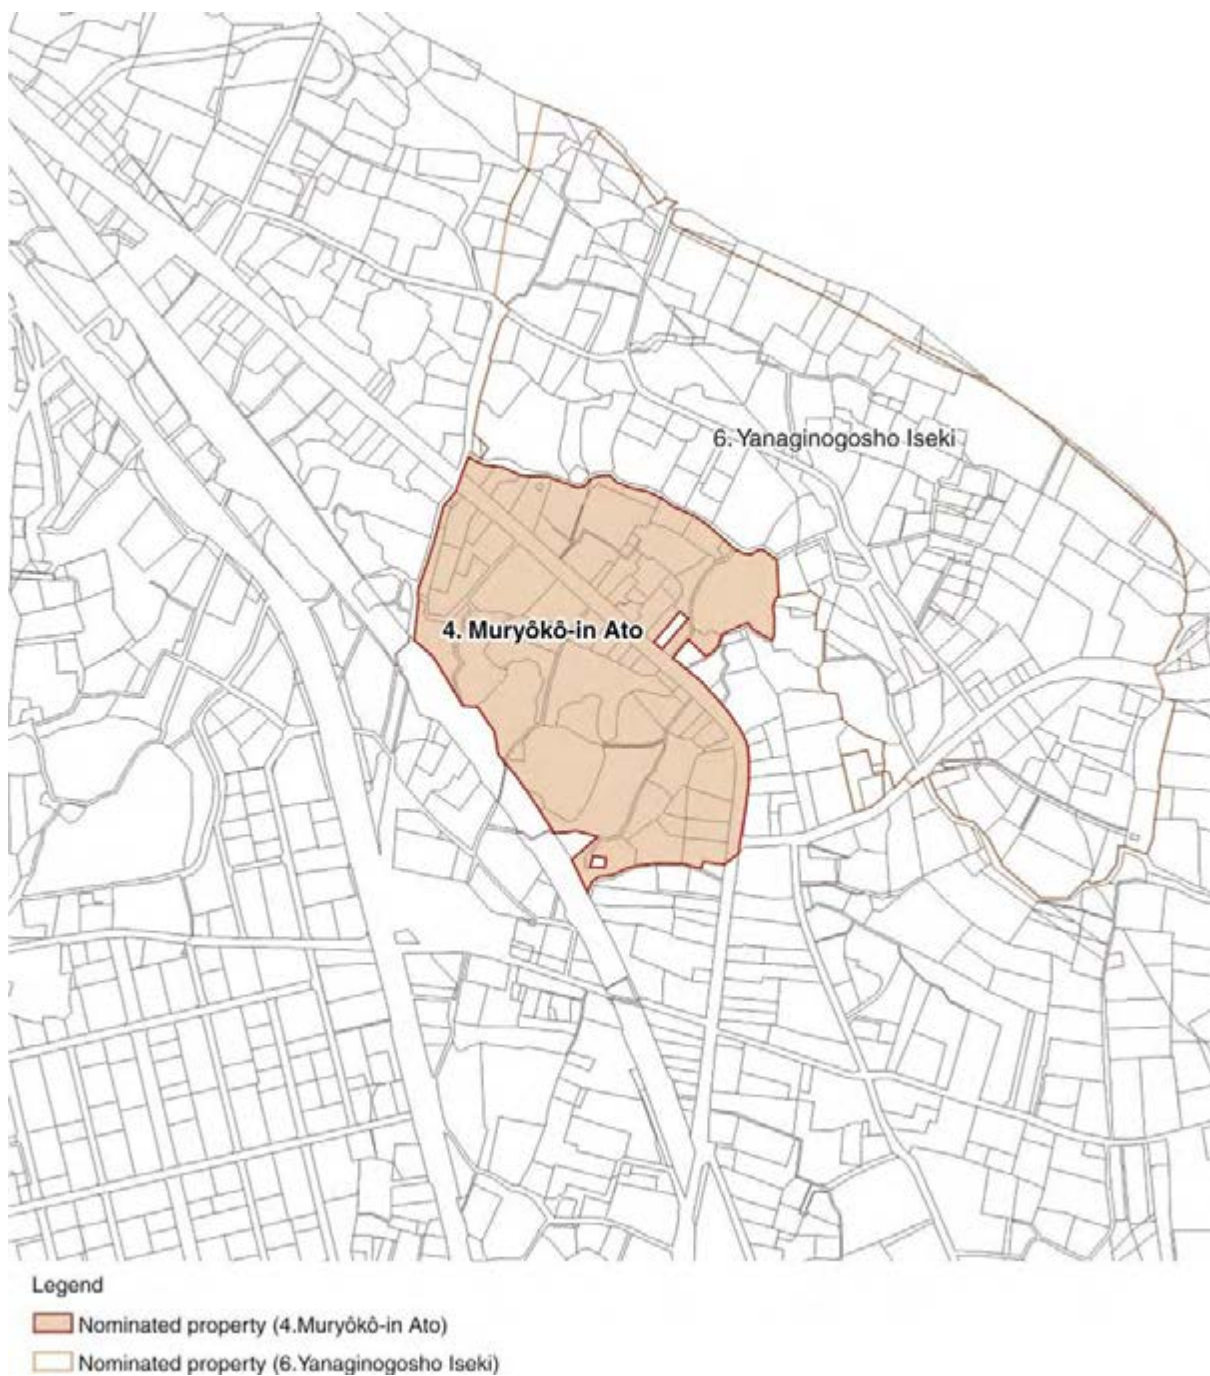 6. Yanaginogosho Iseki
4. Muryôkô-in Ato
Legend
Nominated property (4.Muryôkô-in Ato)
Nominated property (6.Yanaginogosho Iseki)